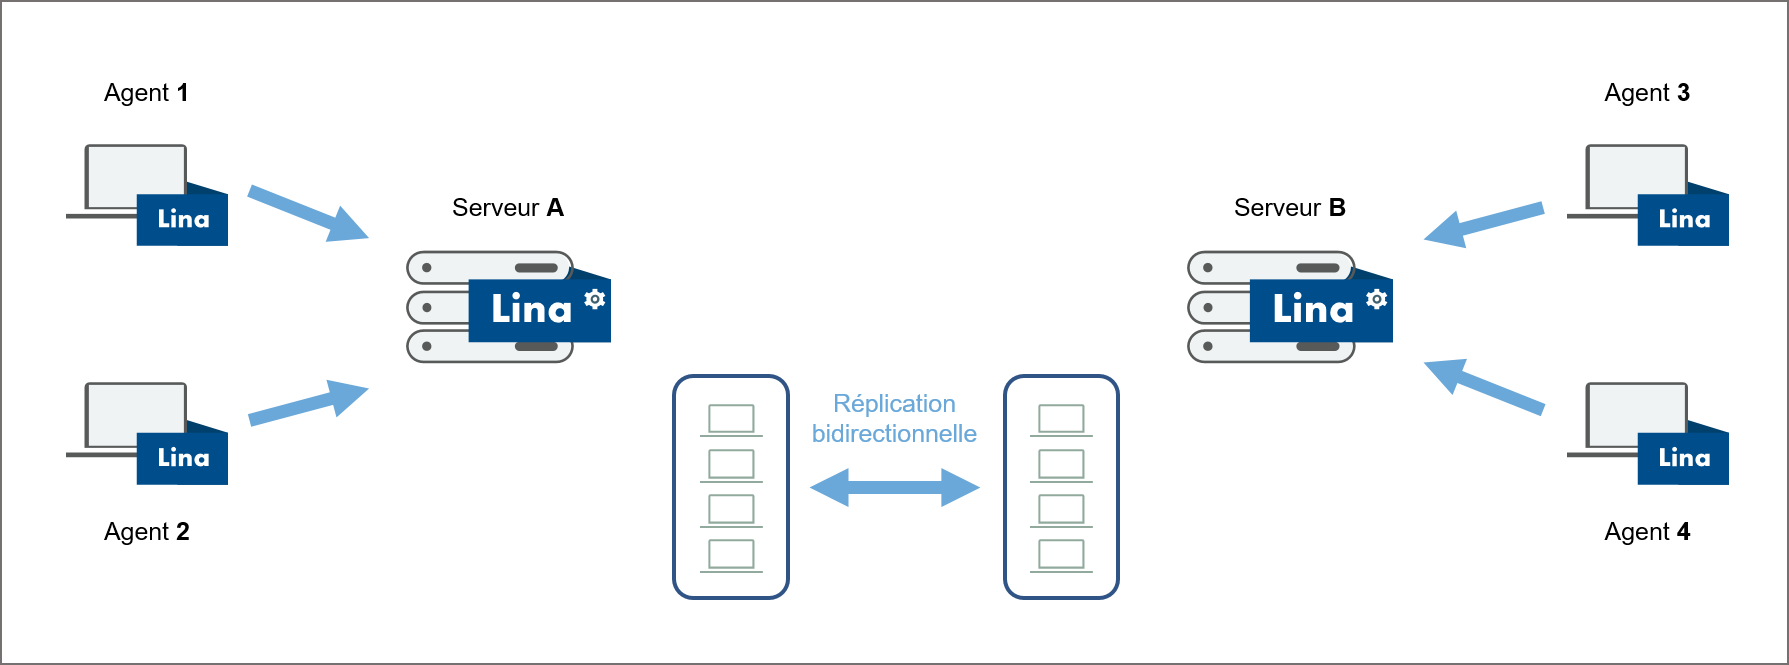 Agent 1
Lina
Agent 2
Lina
Serveur A
Lina
Réplication
bidirectionnelle
Serveur B
Lina
Agent 3
Lina
Agent 4
Lina